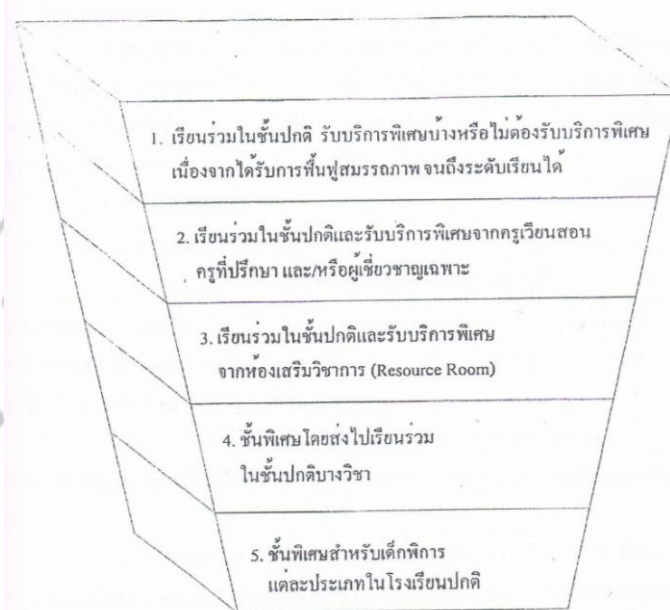 1. เรียนร่วมในชั้นปกติ รับบริการพิเศษบ้างหรือไม่ต้องรับบริการพิเศษ
เนื่องจากได้รับการฟื้นฟูสมรรถภาพ จนถึงระดับเรียนได้
2. เรียนร่วมในชั้นปกติและรับบริการพิเศษจากครูเวียนสอน
ครูที่ปรึกษา และ/หรือผู้เชี่ยวชาญเฉพาะ
3. เรียนร่วมในชั้นปกติและรับบริการพิเศษ
จากห้องเสริมวิชาการ (Resource Room)
4. ชั้นพิเศษโดยส่งไปเรียนร่วม
ในชั้นปกติบางวิชา
5. ชั้นพิเศษสำหรับเด็กพิการ
แต่ละประเภทในโรงเรียนปกติ